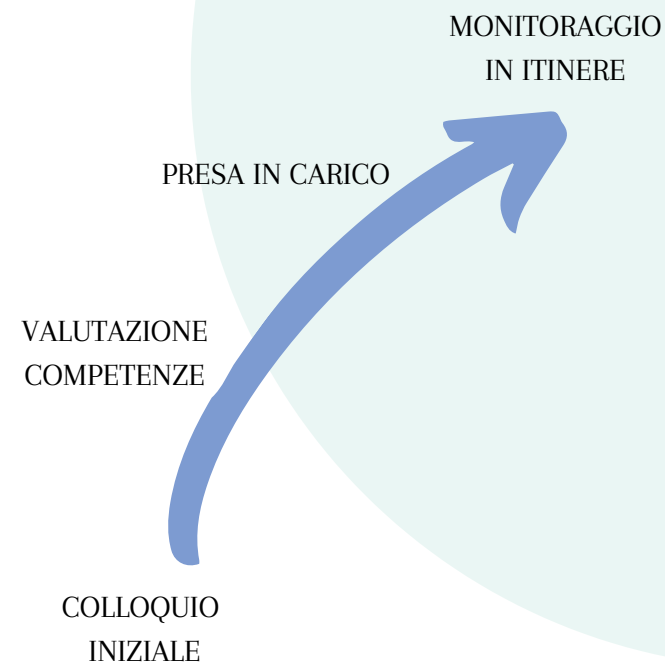 MONITORAGGIO
IN ITINERE
PRESA IN CARICO
VALUTAZIONE
COMPETENZE
COLLOQUIO
INIZIALE